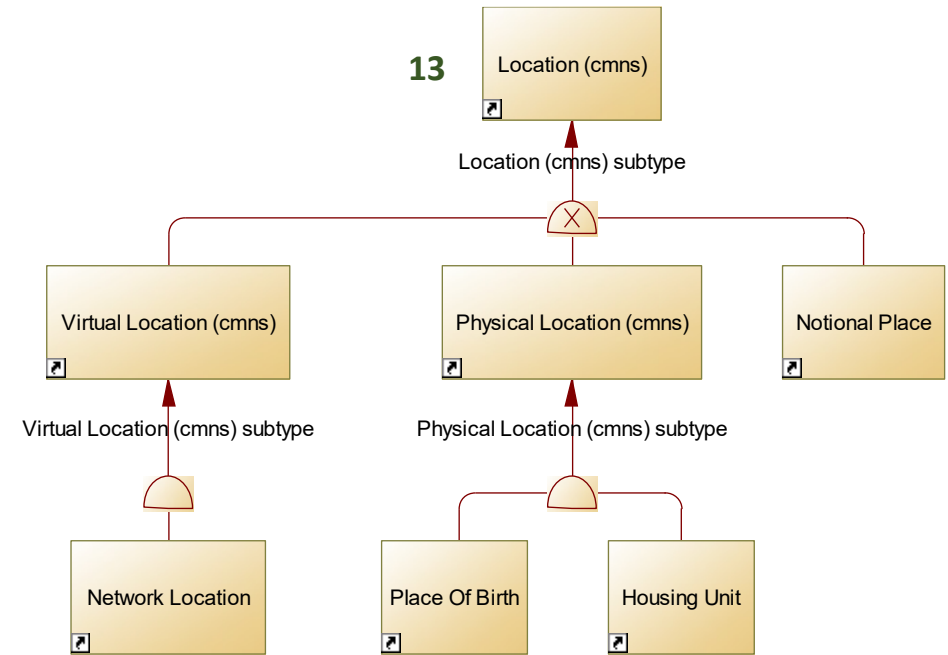 13
Location (cmns)
Location (cmns) subtype
X
Virtual Location (cmns)
Physical Location (cmns)
Notional Place
Virtual Location (cmns) subtype
Physical Location (cmns) subtype
Network Location
Place Of Birth
Housing Unit